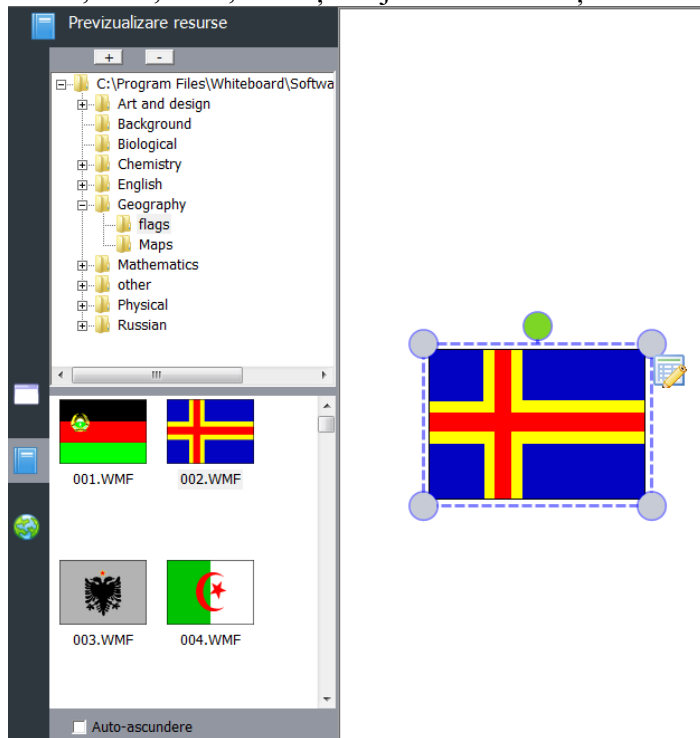 Previzualizare resurse
+ -
C:\Program Files\Whiteboard\Softwa
Art and design
Background
Biological
Chemistry
English
Geography
flags
Maps
Mathematics
other
Physical
Russian
001.WMF 002.WMF
003.WMF 004.WMF
Auto-ascundere